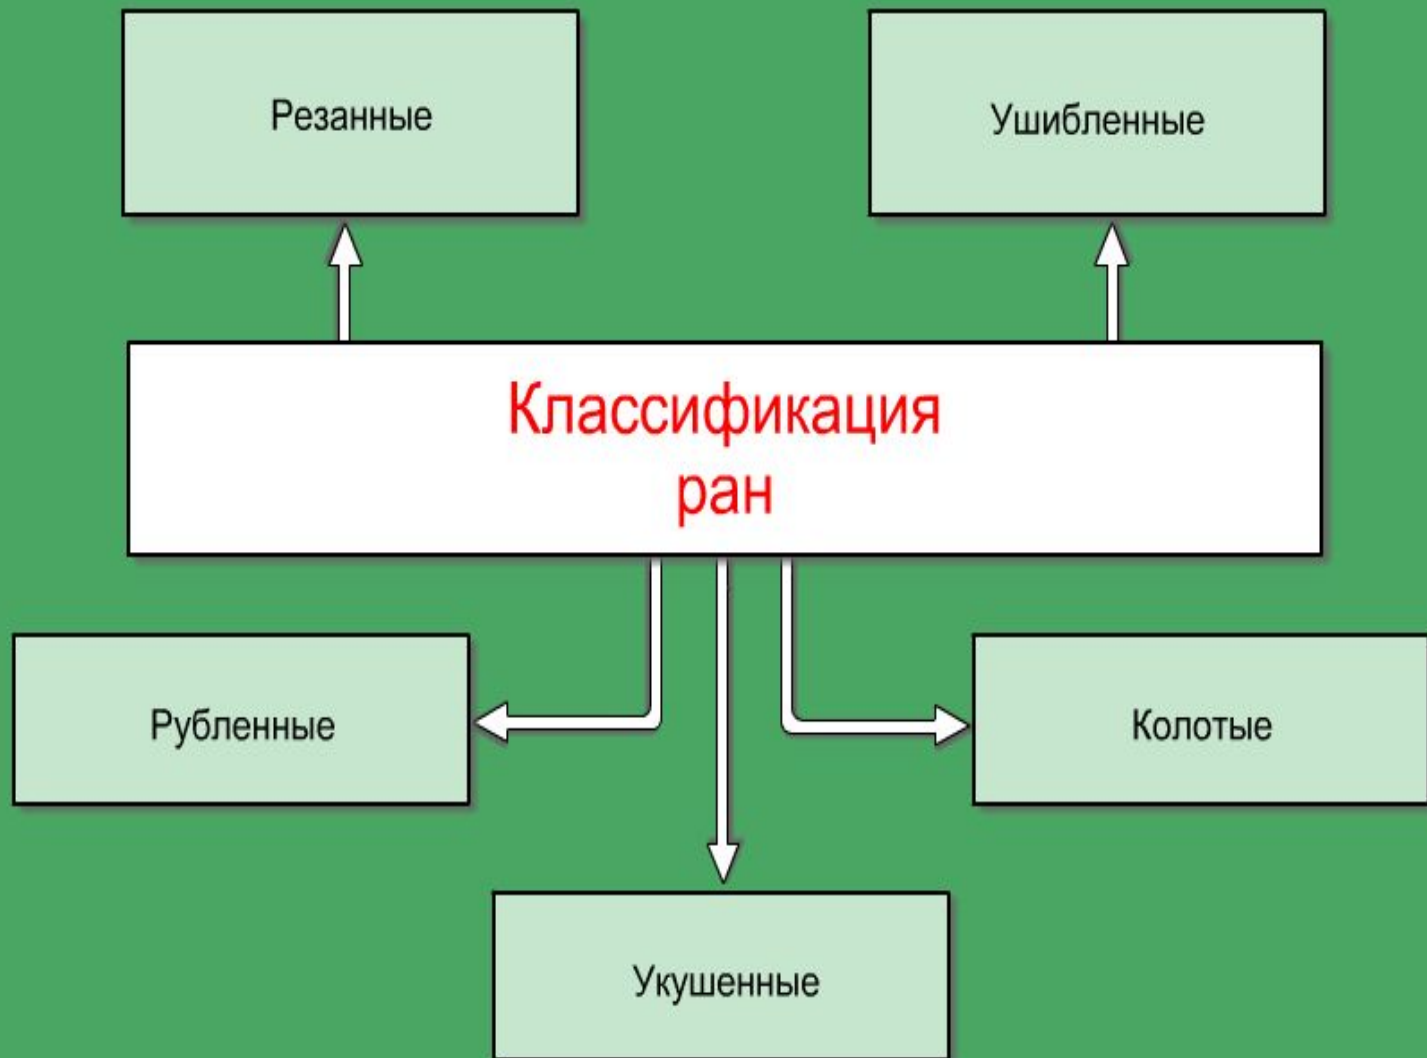 Резанные
Ушибленные
Классификация
ран
Рубленные
Колотые
Укушенные